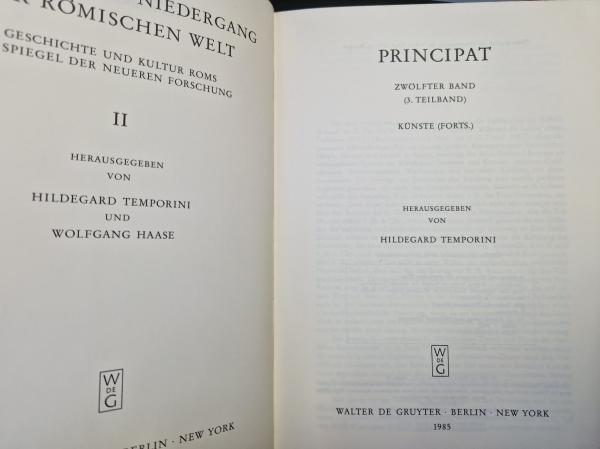 NIEDERGANG
RÖMISCHEN WELT
GESCHICHTE UND KULTUR ROMS
SPIEGEL DER NEUEREN FORSCHUNG
II
HERAUSGEGEBEN
VON
HILDEGARD TEMPORINI
UND
WOLFGANG HAASE
W
DE
G
BERLIN · NEW YORK
PRINCIPAT
ZWÖLFTER BAND
(3. TEILBAND)
KÜNSTE (FORTS.)
HERAUSGEGEBEN
VON
HILDEGARD TEMPORINI
W
DE
G
WALTER DE GRUYTER · BERLIN · NEW YORK
1985